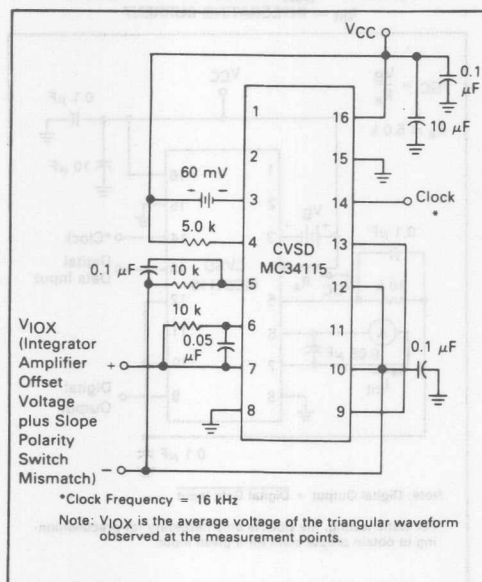 VCC
0.1 μF
10 μF
1
2
3
4
5
6
7
8
16
15
14
13
12
11
10
9
60 mV
5.0 k
0.1 μF
10 k
10 k
0.05 μF
CVSD
MC34115
Clock
*
0.1 μF
VIOX
(Integrator
Amplifier
Offset
Voltage
plus Slope
Polarity
Switch
Mismatch)
+
−
*Clock Frequency = 16 kHz
Note: VIOX is the average voltage of the triangular waveform
observed at the measurement points.